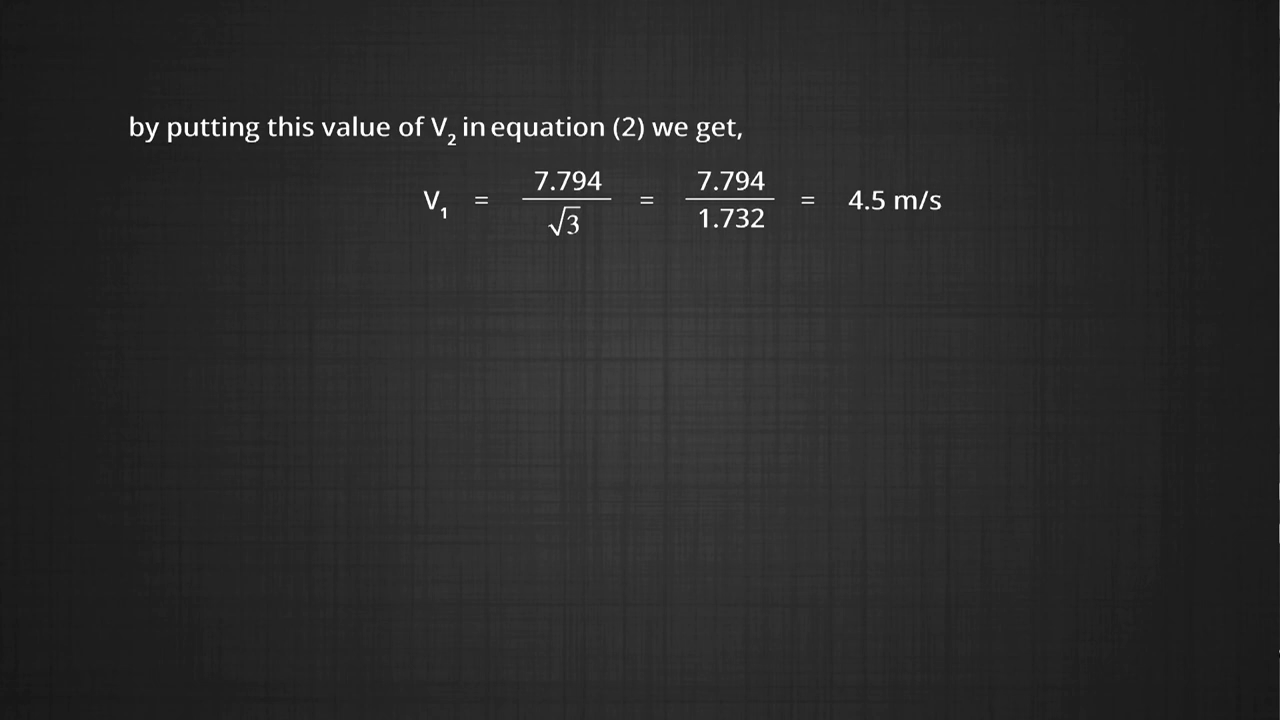 by putting this value of V₂ in equation (2) we get,
V₁ = 7.794/√3 = 7.794/1.732 = 4.5 m/s